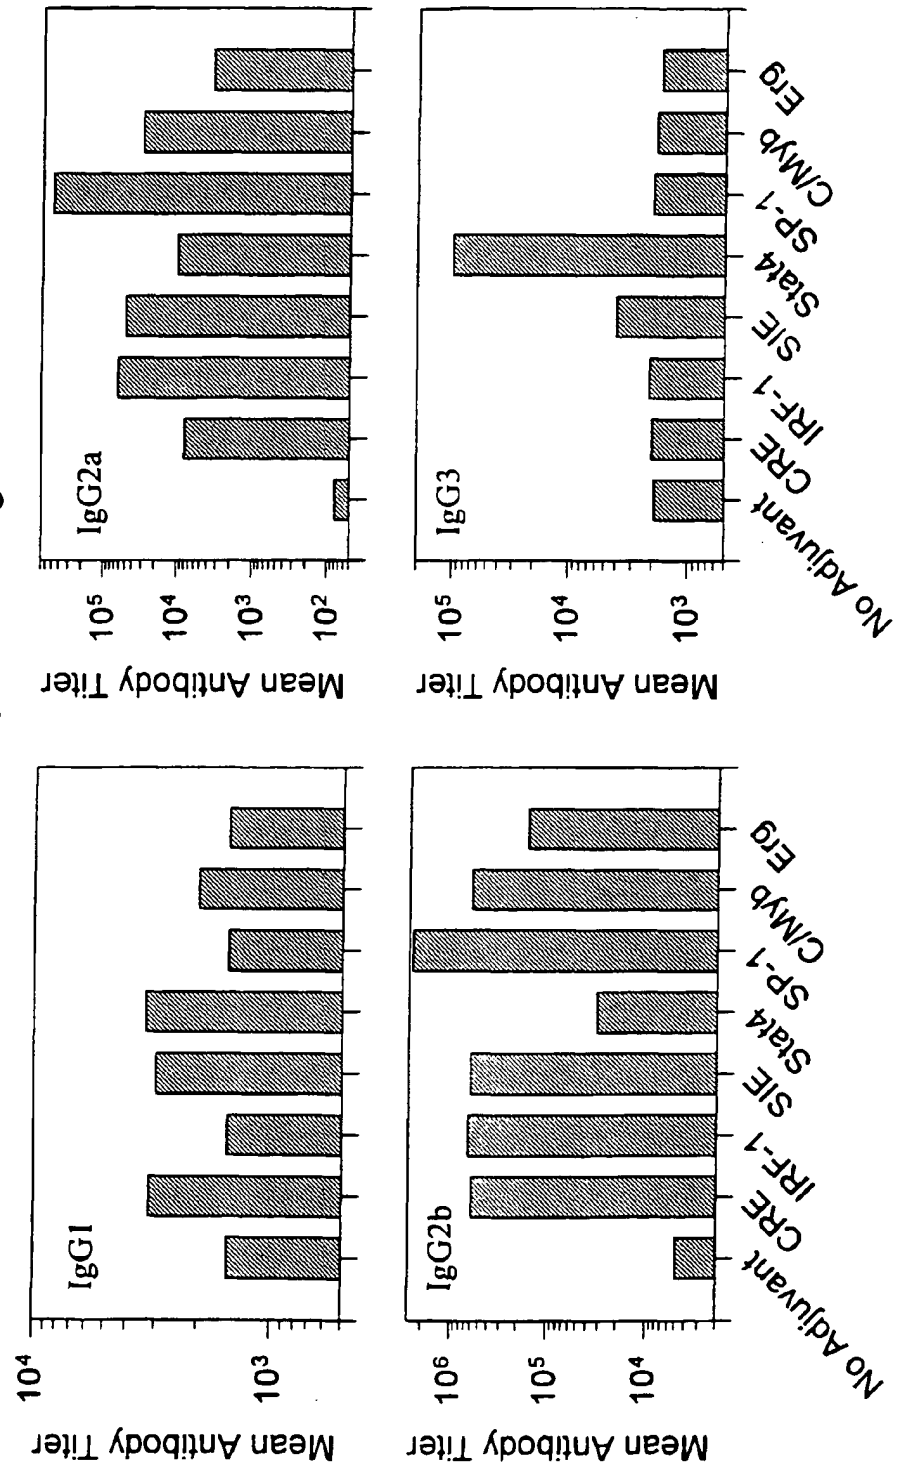 IgG1
10⁴
10³
Mean Antibody Titer
IgG2a
10⁵
10⁴
10³
10²
Mean Antibody Titer
IgG2b
10⁶
10⁵
10⁴
Mean Antibody Titer
No Adjuvant
CRE
IRF-1
SIE
Stat4
SP-1
C/Myb
Erg
IgG3
10⁵
10⁴
10³
Mean Antibody Titer
No Adjuvant
CRE
IRF-1
SIE
Stat4
SP-1
C/Myb
Erg